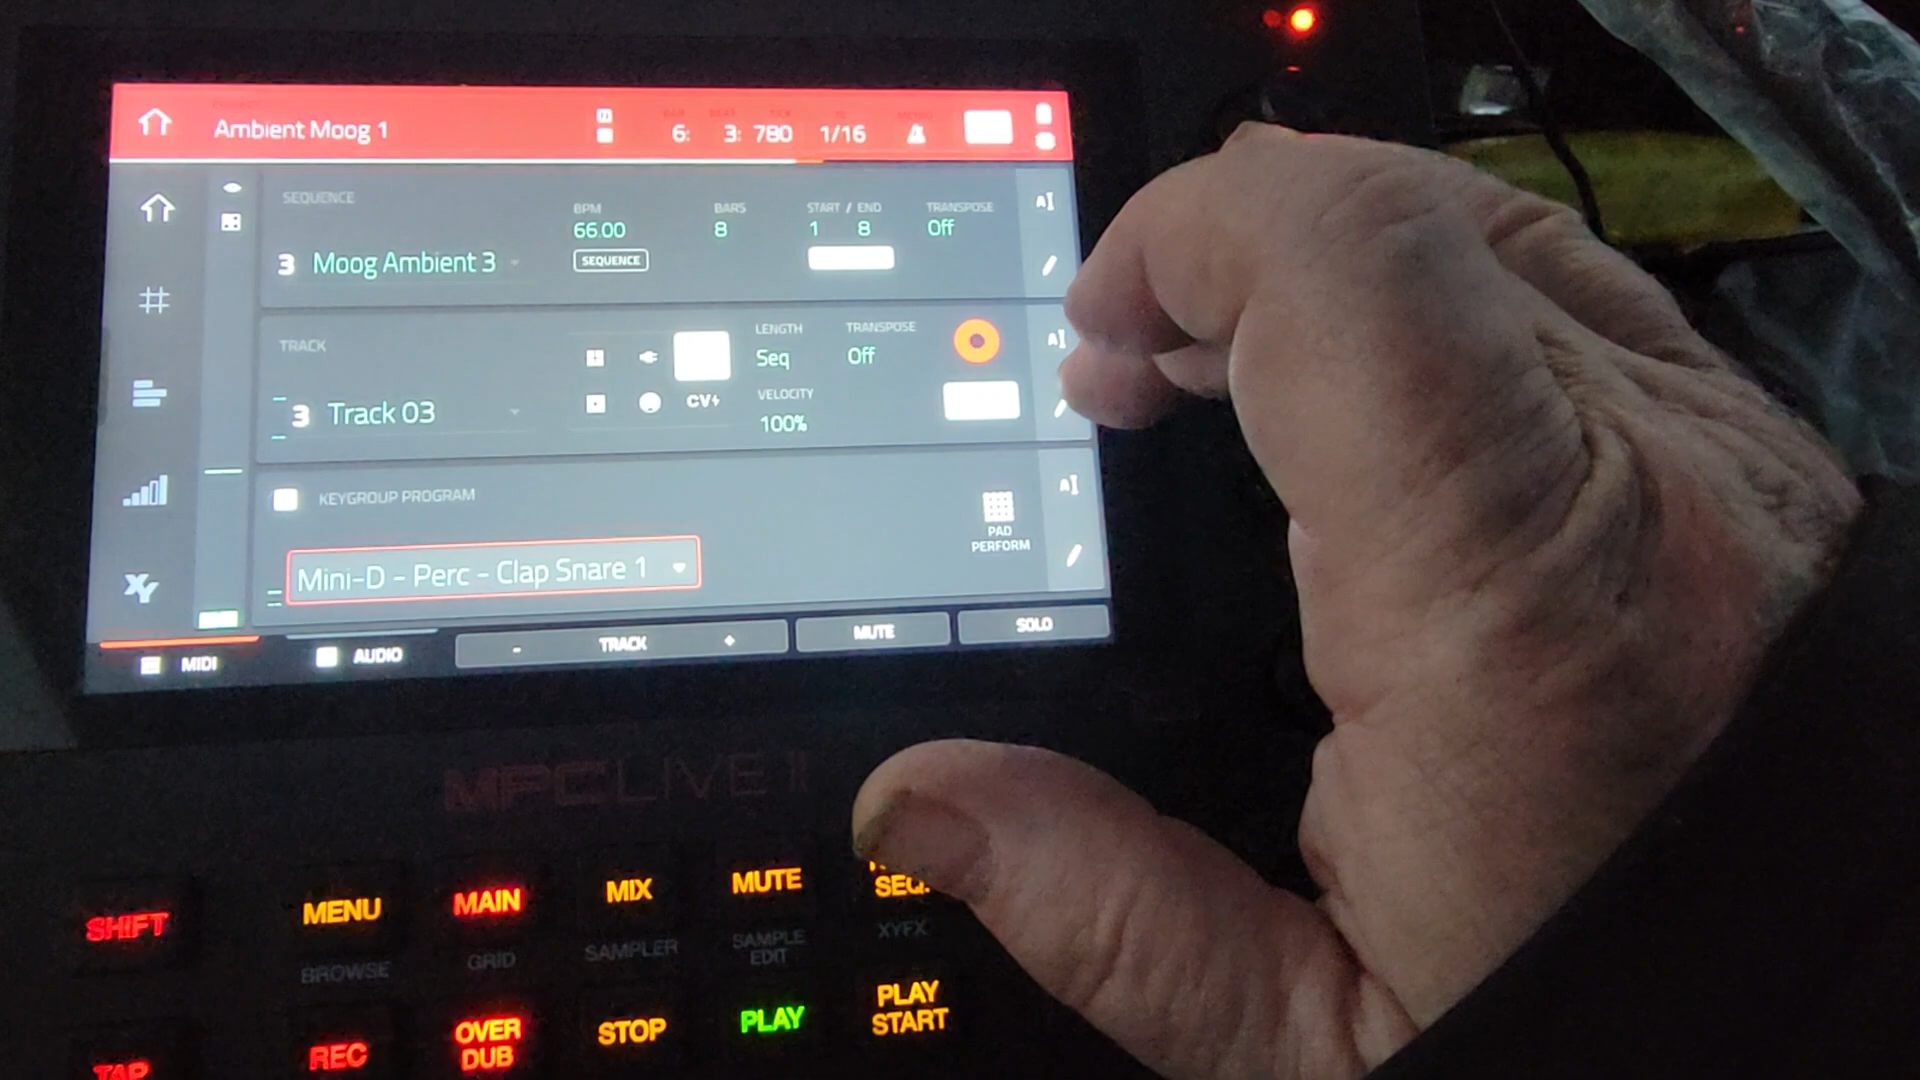 Ambient Moog 1
6: 3: 780 1/16
SEQUENCE
BPM BARS START / END TRANSPOSE
66.00 8 1 8 Off
3 Moog Ambient 3
SEQUENCE
TRACK
LENGTH TRANSPOSE
Seq Off
3 Track 03
CV
VELOCITY
100%
KEYGROUP PROGRAM
PAD
PERFORM
Mini-D - Perc - Clap Snare 1
XY
MIDI AUDIO - TRACK + MUTE SOLO
MPC LIVE II
SHIFT MENU MAIN MIX MUTE SEQ.
BROWSE GRID SAMPLER SAMPLE EDIT XYFX
TAP REC OVER DUB STOP PLAY PLAY START